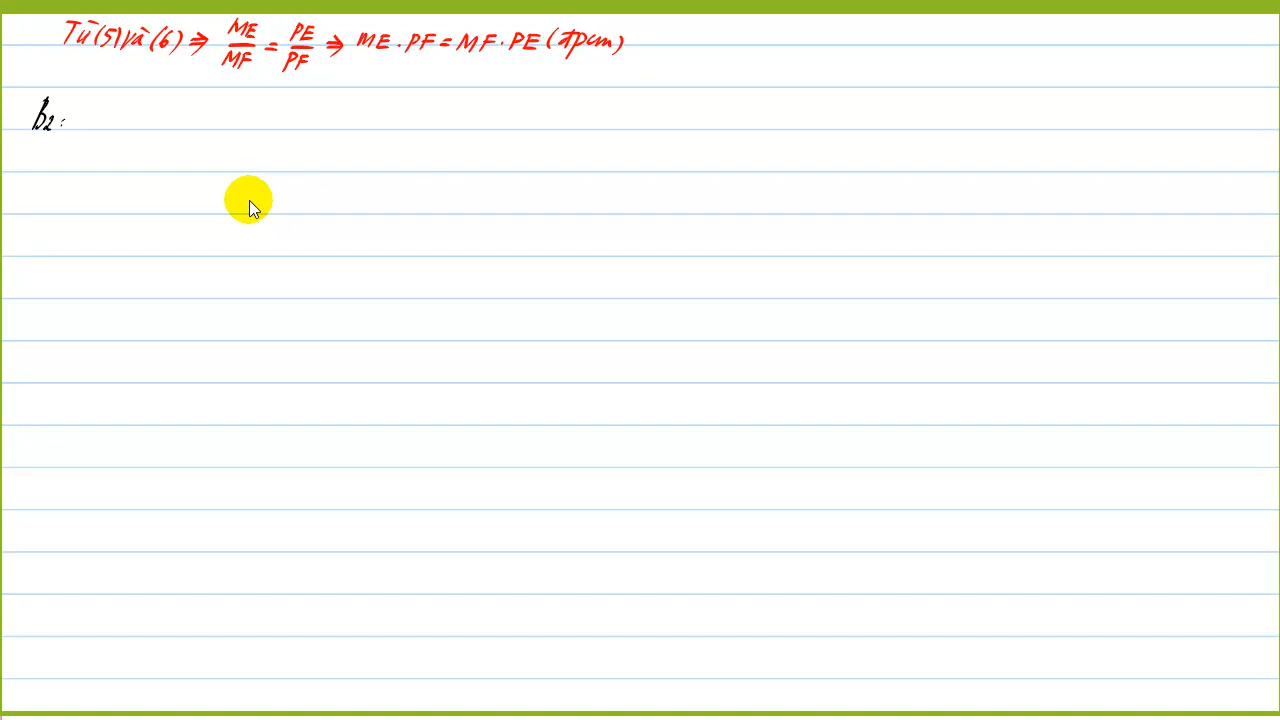 Từ (5) và (6) ⇒ ME/MF = PE/PF ⇒ ME . PF = MF . PE (đpcm)
B2 :